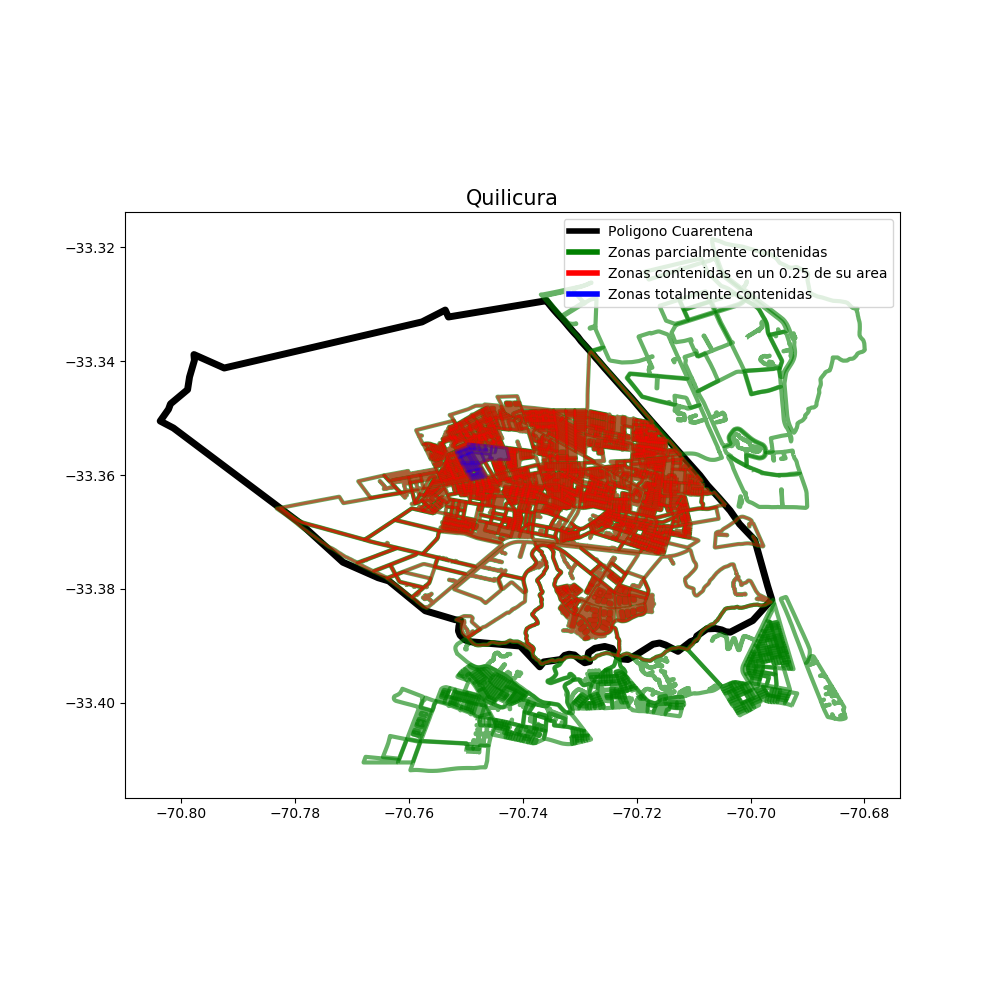 Quilicura
Poligono Cuarentena
Zonas parcialmente contenidas
Zonas contenidas en un 0.25 de su area
Zonas totalmente contenidas
−33.32
−33.34
−33.36
−33.38
−33.40
−70.80
−70.78
−70.76
−70.74
−70.72
−70.70
−70.68